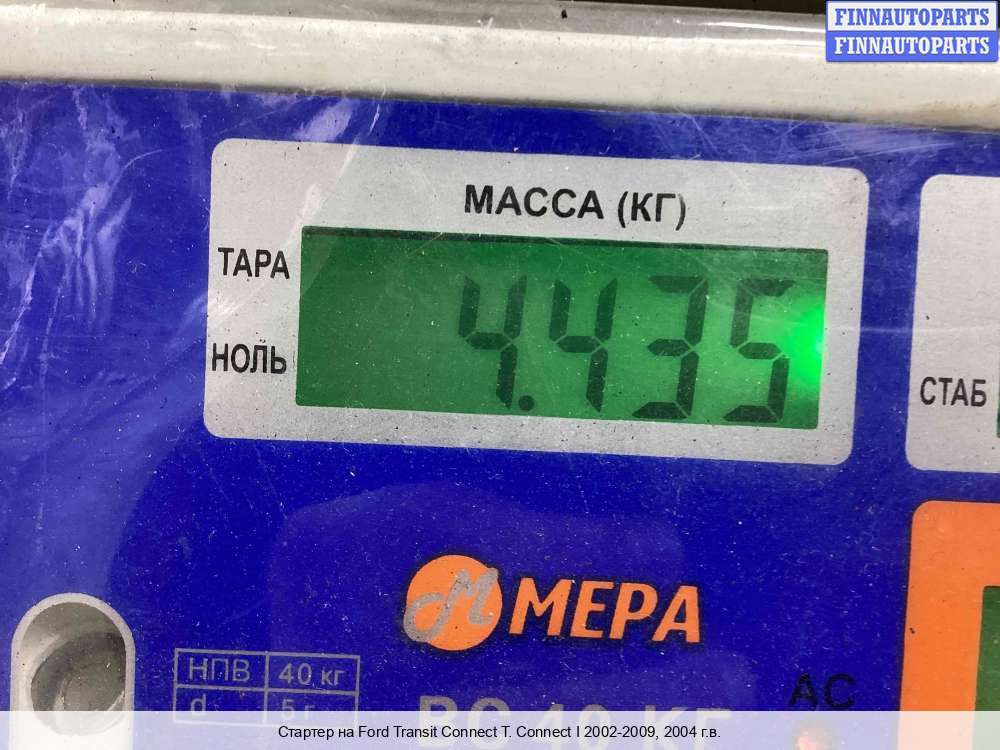 FINNAUTOPARTS
FINNAUTOPARTS
МАССА (КГ)
ТАРА
4.435
НОЛЬ
СТАБ
М МЕРА
НПВ 40 кг
d 5 г
АС
Стартер на Ford Transit Connect T. Connect I 2002-2009, 2004 г.в.